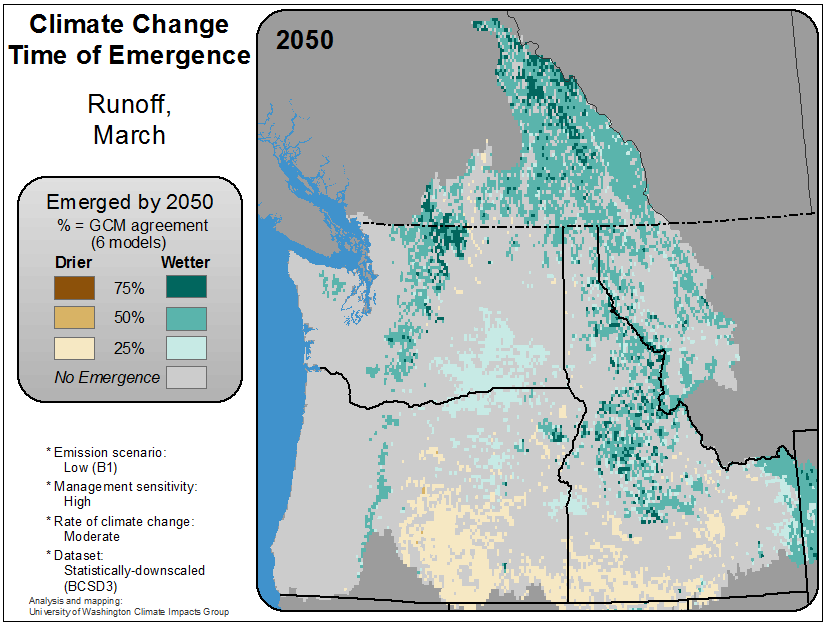 Climate Change
Time of Emergence
Runoff,
March
2050
Emerged by 2050
% = GCM agreement
(6 models)
Drier Wetter
75%
50%
25%
No Emergence
* Emission scenario:
Low (B1)
* Management sensitivity:
High
* Rate of climate change:
Moderate
* Dataset:
Statistically-downscaled
(BCSD3)
Analysis and mapping:
University of Washington Climate Impacts Group